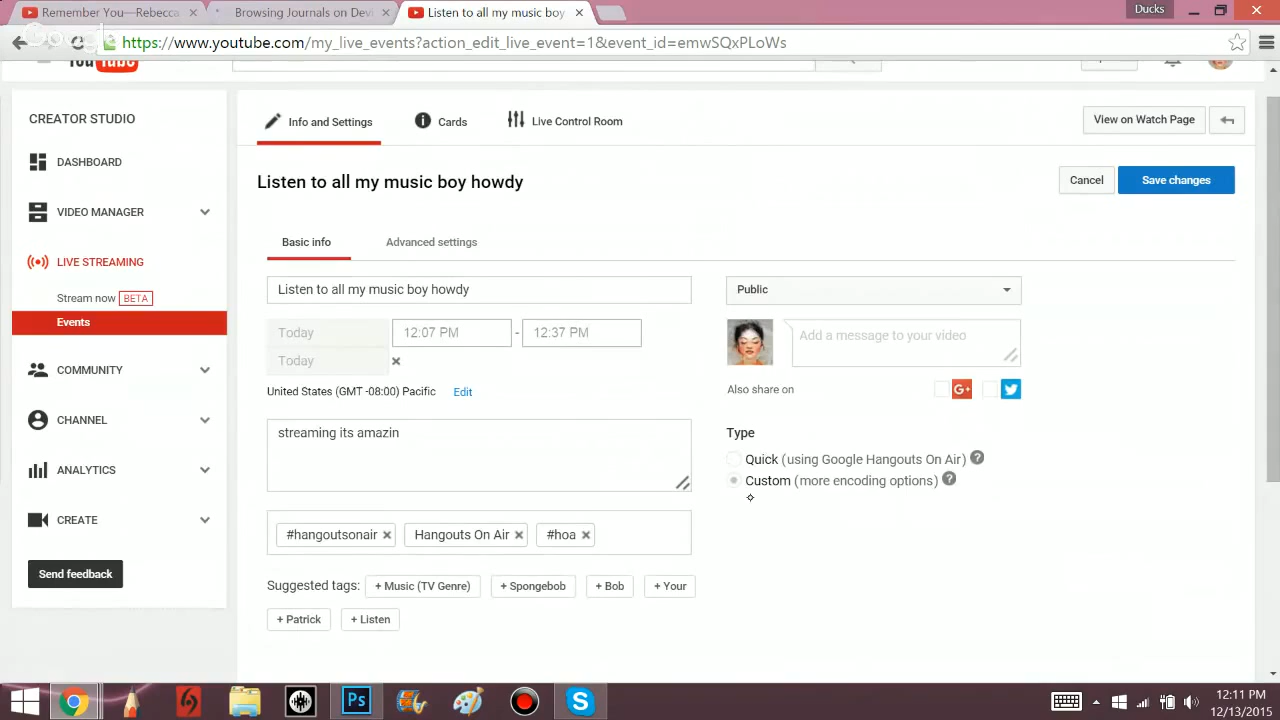 Remember You—Rebecca
Browsing Journals on Devi
Listen to all my music boy
Ducks
https://www.youtube.com/my_live_events?action_edit_live_event=1&event_id=emwSQxPLoWs
CREATOR STUDIO
DASHBOARD
VIDEO MANAGER
LIVE STREAMING
Stream now BETA
Events
COMMUNITY
CHANNEL
ANALYTICS
CREATE
Send feedback
Info and Settings
Cards
Live Control Room
View on Watch Page
Listen to all my music boy howdy
Cancel
Save changes
Basic info
Advanced settings
Listen to all my music boy howdy
Today 12:07 PM - 12:37 PM
Today
United States (GMT -08:00) Pacific Edit
streaming its amazin
#hangoutsonair Hangouts On Air #hoa
Suggested tags: + Music (TV Genre) + Spongebob + Bob + Your
+ Patrick + Listen
Public
Add a message to your video
Also share on G+
Type
Quick (using Google Hangouts On Air) ?
Custom (more encoding options) ?
Ps
12:11 PM
12/13/2015